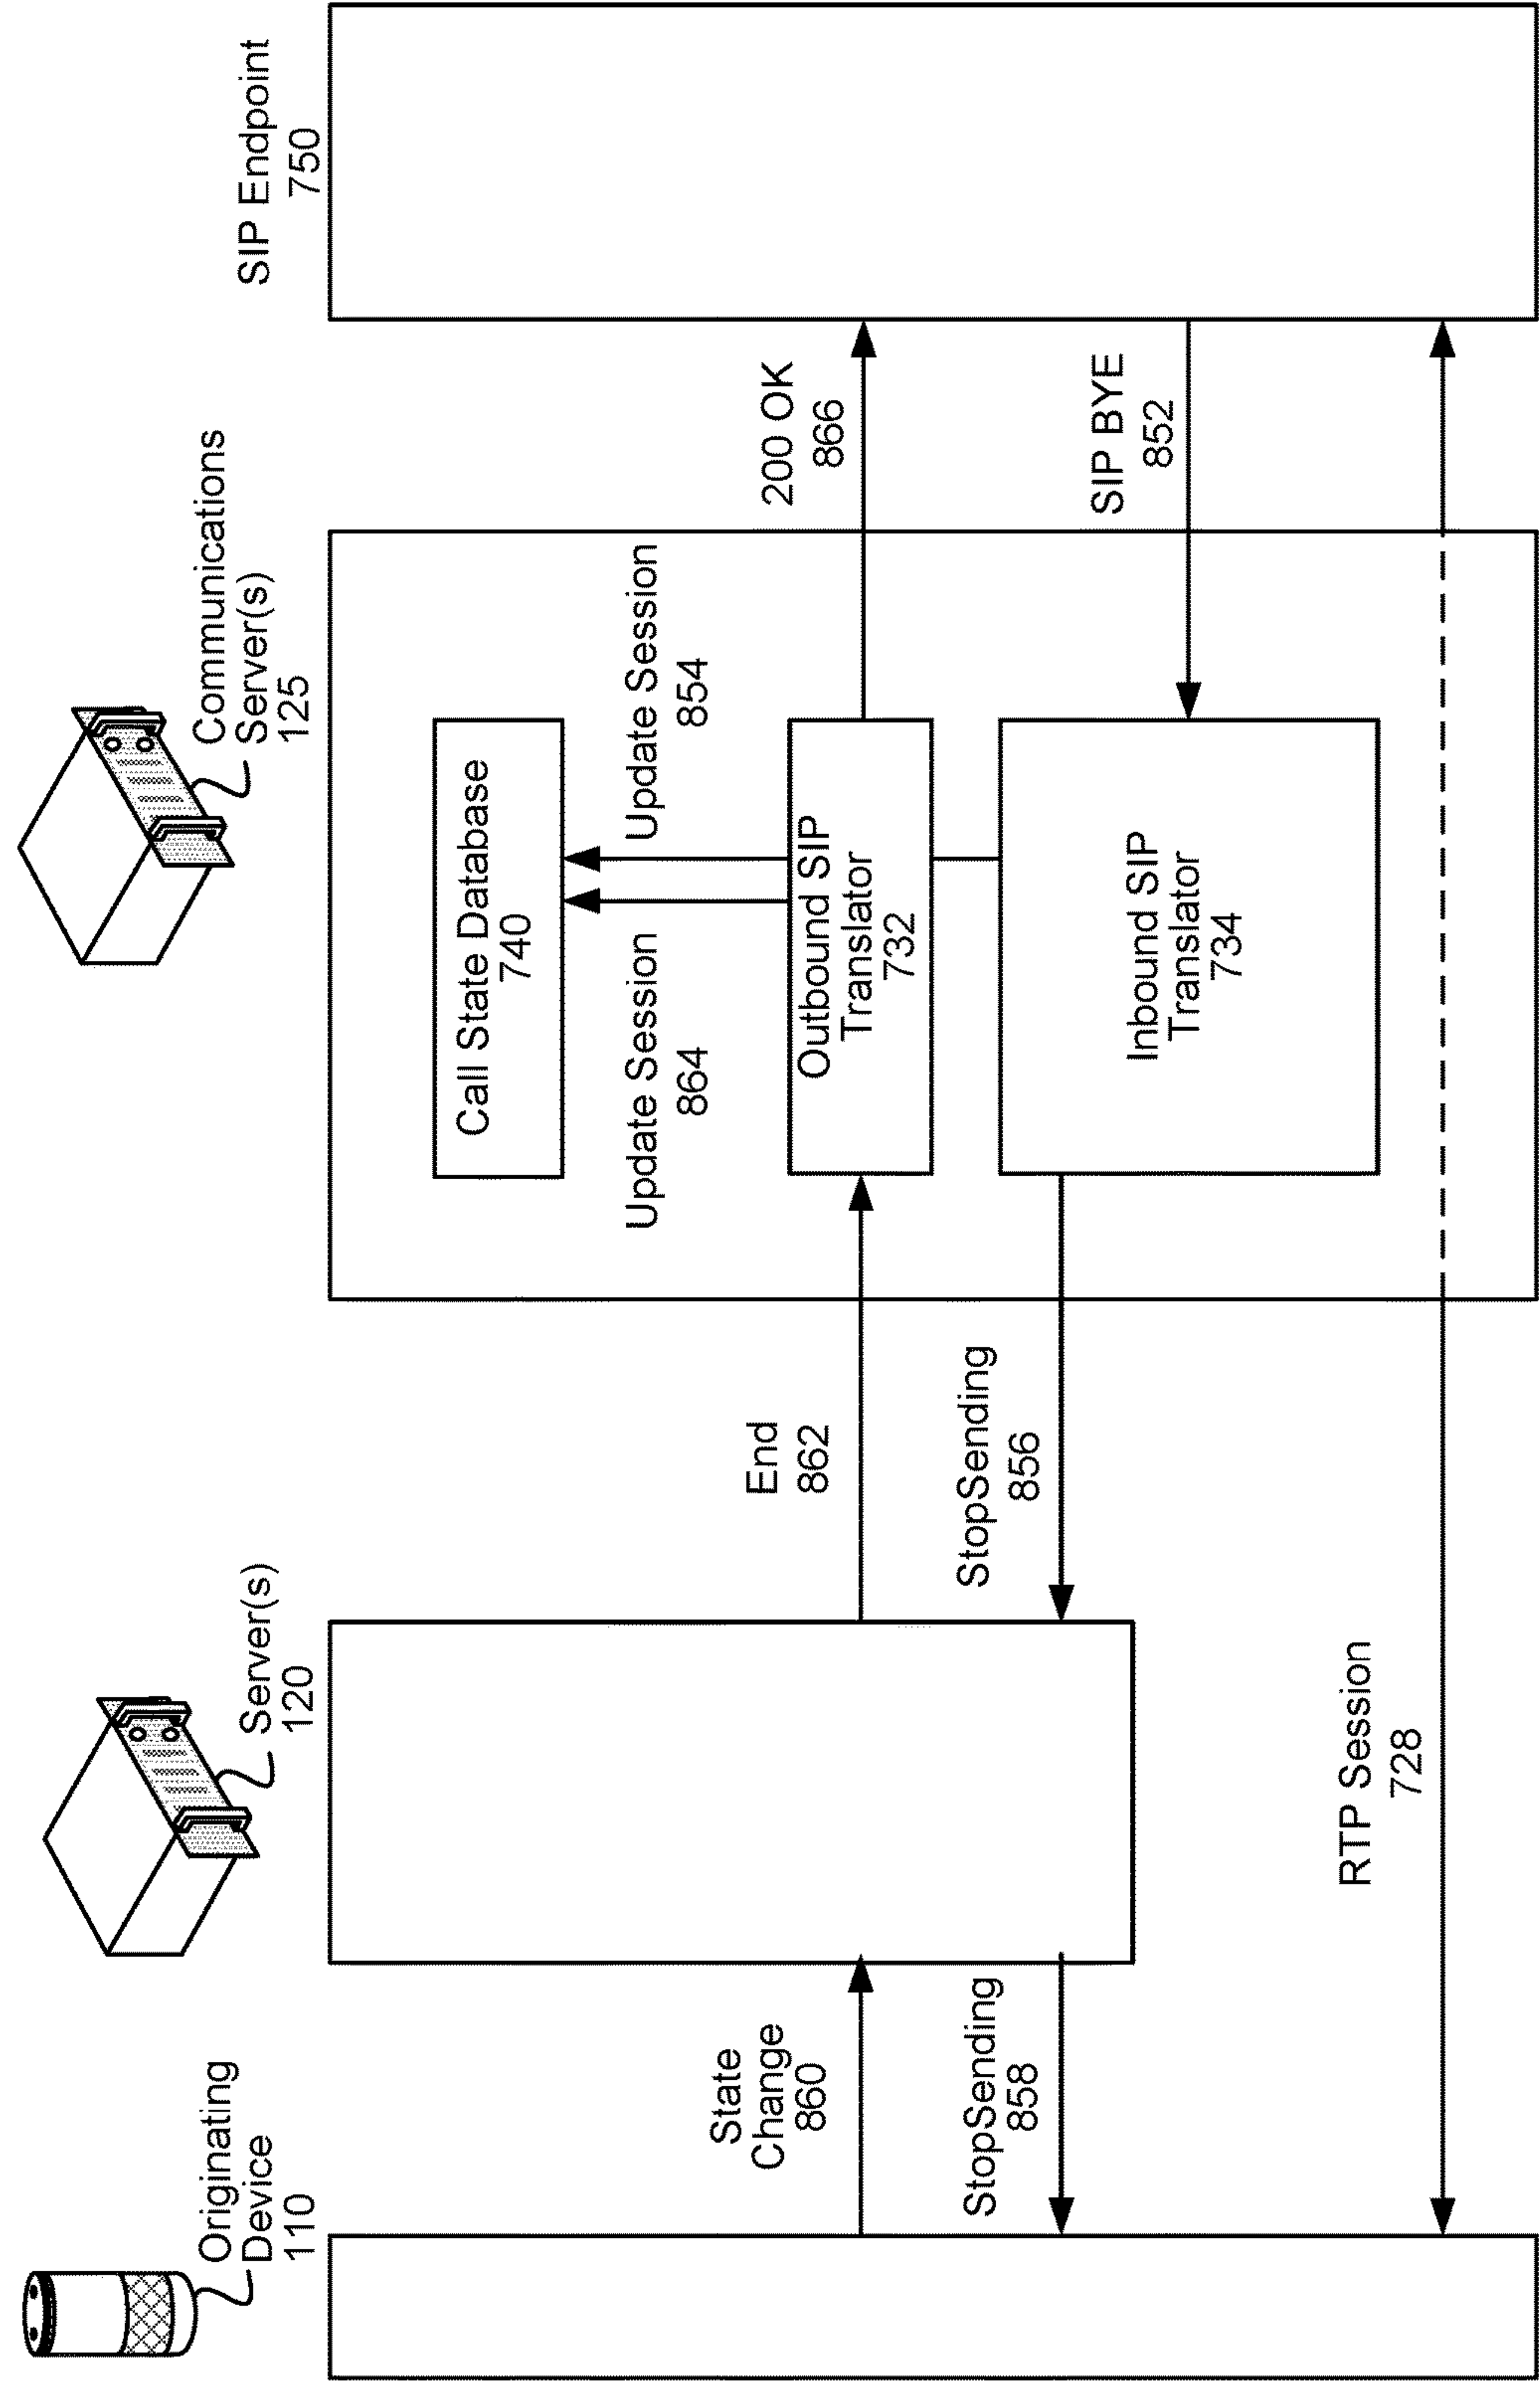 Originating
Device
110
Server(s)
120
Communications
Server(s)
125
SIP Endpoint
750
Call State Database
740
Update Session
864
Update Session
854
State
Change
860
End
862
Outbound SIP
Translator
732
200 OK
866
StopSending
858
StopSending
856
Inbound SIP
Translator
734
SIP BYE
852
RTP Session
728